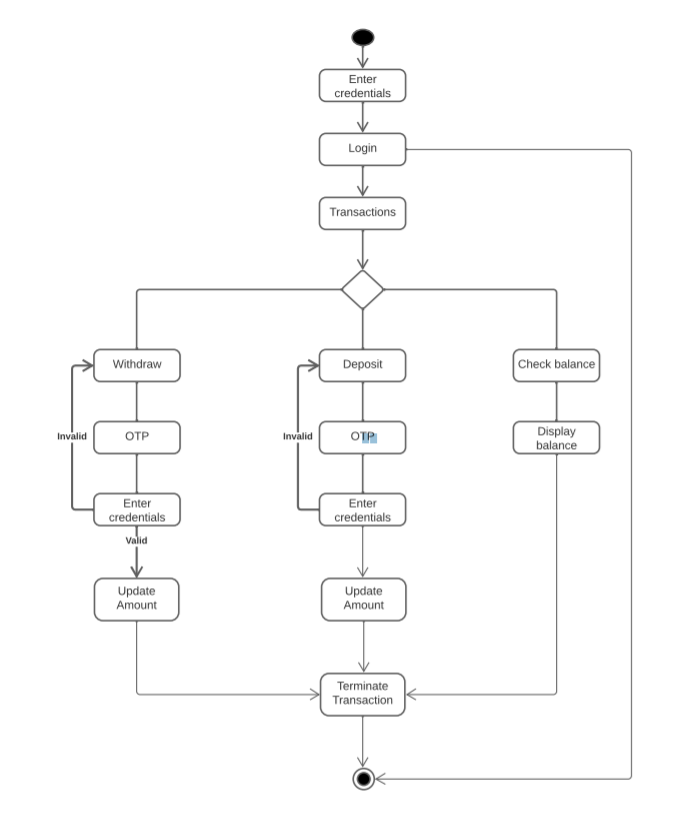 Enter
credentials
Login
Transactions
Withdraw
Deposit
Check balance
Invalid
OTP
Invalid
OTP
Display
balance
Enter
credentials
Enter
credentials
Valid
Update
Amount
Update
Amount
Terminate
Transaction